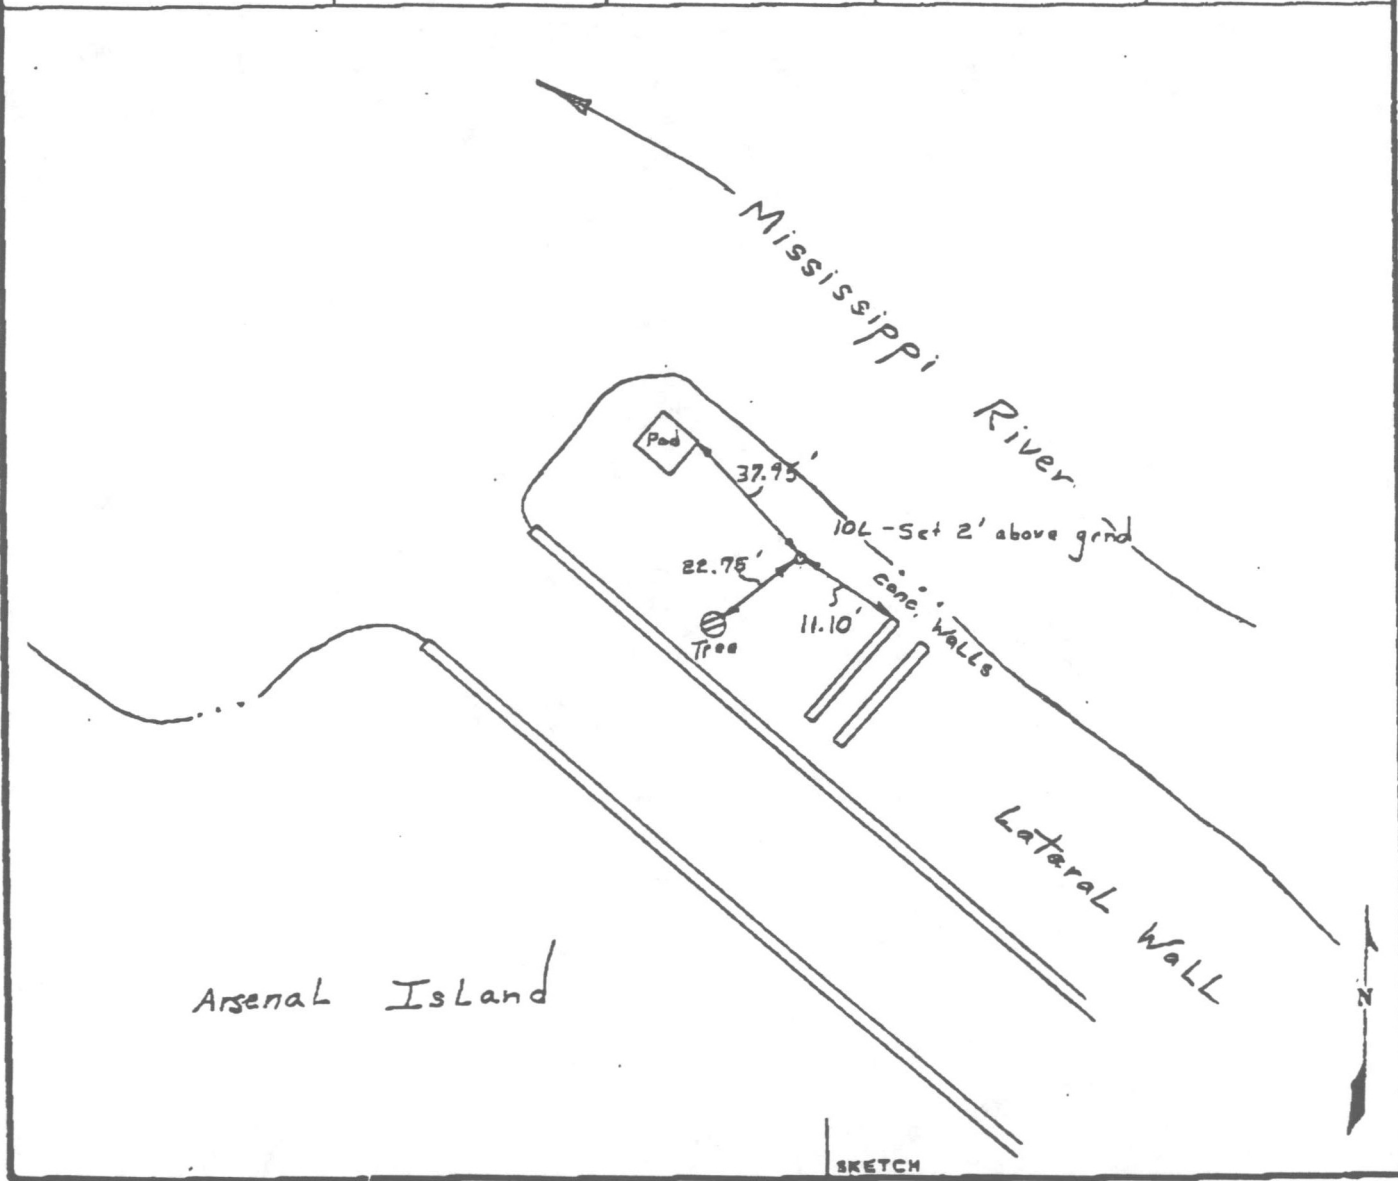 Mississippi River
Pad
37.95'
10L - Set 2' above grnd
22.75'
conc. Walls
11.10'
Tree
Lateral Wall
Arsenal Island
N
SKETCH